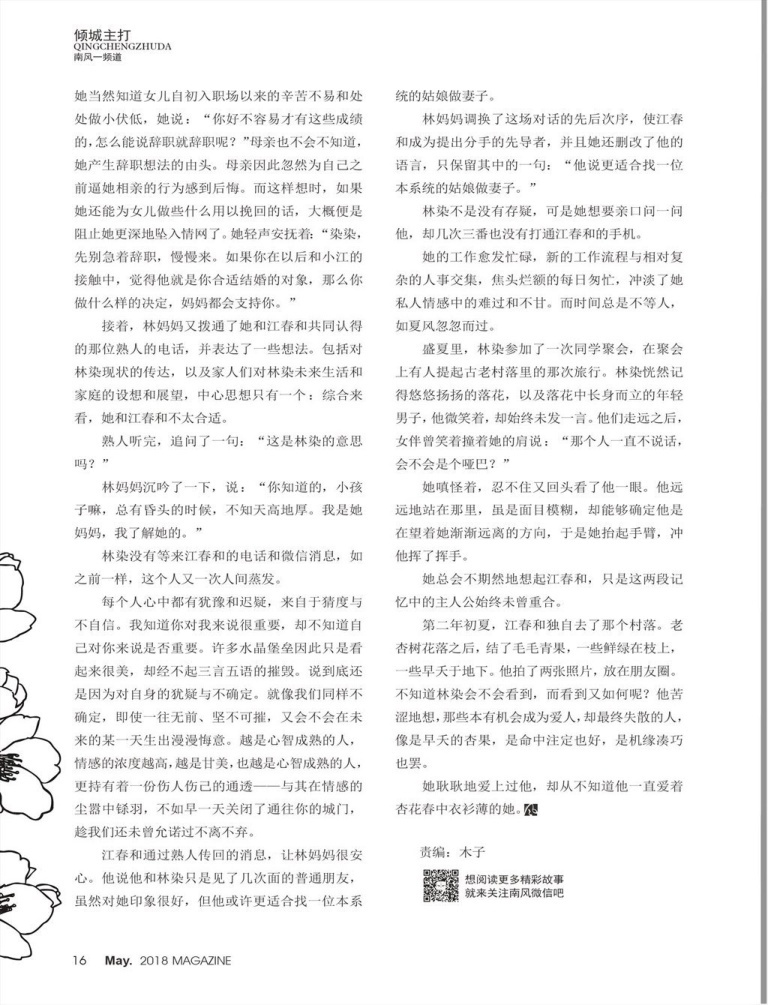 倾城主打
QINGCHENGZHUDA
南风一频道
她当然知道女儿自初入职场以来的辛苦不易和处
处做小伏低，她说：“你好不容易才有这些成绩
的，怎么能说辞职就辞职呢？”母亲也不会不知道，
她产生辞职想法的由头。母亲因此忽然为自己之
前逼她相亲的行为感到后悔。而这样想时，如果
她还能为女儿做些什么用以挽回的话，大概便是
阻止她更深地坠入情网了。她轻声安抚着：“染染，
先别急着辞职，慢慢来。如果你在以后和小江的
接触中，觉得他就是你合适结婚的对象，那么你
做什么样的决定，妈妈都会支持你。”
接着，林妈妈又拨通了她和江春和共同认得
的那位熟人的电话，并表达了一些想法。包括对
林染现状的传达，以及家人们对林染未来生活和
家庭的设想和展望，中心思想只有一个：综合来
看，她和江春和不太合适。
熟人听完，追问了一句：“这是林染的意思
吗？”
林妈妈沉吟了一下，说：“你知道的，小孩
子嘛，总有昏头的时候，不知天高地厚。我是她
妈妈，我了解她的。”
林染没有等来江春和的电话和微信消息，如
之前一样，这个人又一次人间蒸发。
每个人心中都有犹豫和迟疑，来自于猜度与
不自信。我知道你对我来说很重要，却不知道自
己对你来说是否重要。许多水晶堡垒因此只是看
起来很美，却经不起三言五语的摧毁。说到底还
是因为对自身的犹疑与不确定。就像我们同样不
确定，即使一往无前、坚不可摧，又会不会在未
来的某一天生出漫漫悔意。越是心智成熟的人，
情感的浓度越高，越是甘美，也越是心智成熟的人，
更持有着一份伤人伤己的通透——与其在情感的
尘嚣中铩羽，不如早一天关闭了通往你的城门，
趁我们还未曾允诺过不离不弃。
江春和通过熟人传回的消息，让林妈妈很安
心。他说他和林染只是见了几次面的普通朋友，
虽然对她印象很好，但他或许更适合找一位本系
统的姑娘做妻子。
林妈妈调换了这场对话的先后次序，使江春
和成为提出分手的先导者，并且她还删改了他的
语言，只保留其中的一句：“他说更适合找一位
本系统的姑娘做妻子。”
林染不是没有存疑，可是她想要亲口问一问
他，却几次三番也没有打通江春和的手机。
她的工作愈发忙碌，新的工作流程与相对复
杂的人事交集，焦头烂额的每日匆忙，冲淡了她
私人情感中的难过和不甘。而时间总是不等人，
如夏风忽忽而过。
盛夏里，林染参加了一次同学聚会，在聚会
上有人提起古老村落里的那次旅行。林染恍然记
得悠悠扬扬的落花，以及落花中长身而立的年轻
男子，他微笑着，却始终未发一言。他们走远之后，
女伴曾笑着撞着她的肩说：“那个人一直不说话，
会不会是个哑巴？”
她嗔怪着，忍不住又回头看了他一眼。他远
远地站在那里，虽是面目模糊，却能够确定他是
在望着她渐渐远离的方向，于是她抬起手臂，冲
他挥了挥手。
她总会不期然地想起江春和，只是这两段记
忆中的主人公始终未曾重合。
第二年初夏，江春和独自去了那个村落。老
杏树花落之后，结了毛毛青果，一些鲜绿在枝上，
一些早夭于地下。他拍了两张照片，放在朋友圈。
不知道林染会不会看到，而看到又如何呢？他苦
涩地想，那些本有机会成为爱人，却最终失散的人，
像是早夭的杏果，是命中注定也好，是机缘凑巧
也罢。
她耿耿地爱上过他，却从不知道他一直爱着
杏花春中衣衫薄的她。
责编：木子
想阅读更多精彩故事
就来关注南风微信吧
16 May. 2018 MAGAZINE